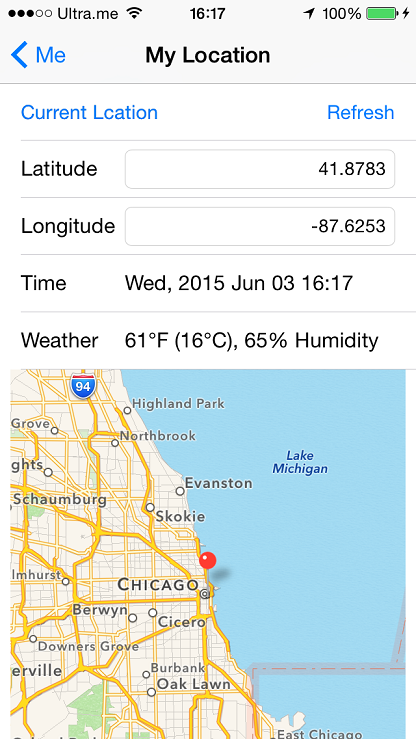 Ultra.me 16:17 100%
Me My Location
Current Lcation Refresh
Latitude 41.8783
Longitude -87.6253
Time Wed, 2015 Jun 03 16:17
Weather 61°F (16°C), 65% Humidity
94
Highland Park
Grove
Northbrook
Lake
Michigan
ghts
Evanston
Schaumburg
Skokie
lmhurst
CHICAGO
Berwyn
Cicero
Downers Grove
erville
Burbank
Oak Lawn
East Chicago